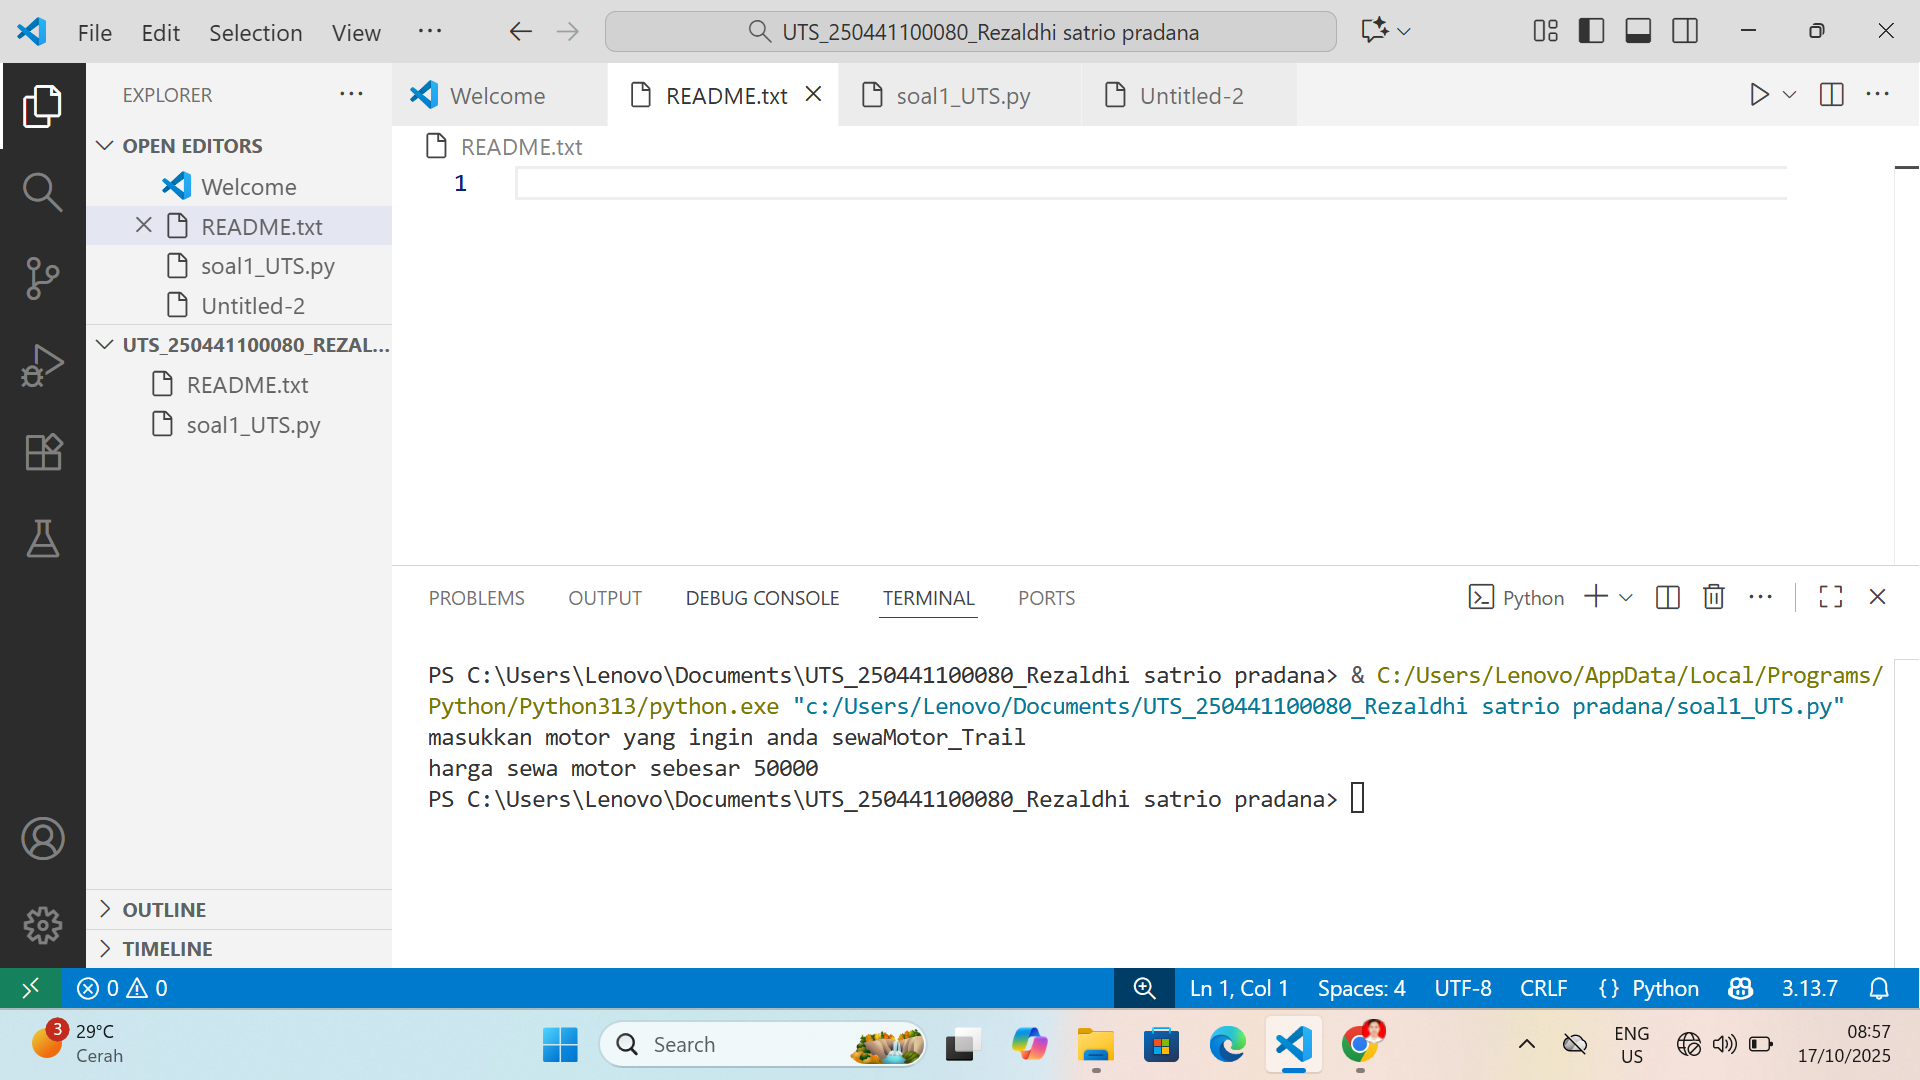 File Edit Selection View ··· UTS_250441100080_Rezaldhi satrio pradana
EXPLORER ···
Welcome README.txt soal1_UTS.py Untitled-2
OPEN EDITORS
Welcome
README.txt
soal1_UTS.py
Untitled-2
UTS_250441100080_REZAL...
README.txt
soal1_UTS.py
OUTLINE
TIMELINE
README.txt
1
PROBLEMS OUTPUT DEBUG CONSOLE TERMINAL PORTS Python
PS C:\Users\Lenovo\Documents\UTS_250441100080_Rezaldhi satrio pradana> & C:/Users/Lenovo/AppData/Local/Programs/
Python/Python313/python.exe "c:/Users/Lenovo/Documents/UTS_250441100080_Rezaldhi satrio pradana/soal1_UTS.py"
masukkan motor yang ingin anda sewaMotor_Trail
harga sewa motor sebesar 50000
PS C:\Users\Lenovo\Documents\UTS_250441100080_Rezaldhi satrio pradana>
0 0 Ln 1, Col 1 Spaces: 4 UTF-8 CRLF {} Python 3.13.7
3 29°C
Cerah
Search
ENG
US
08:57
17/10/2025